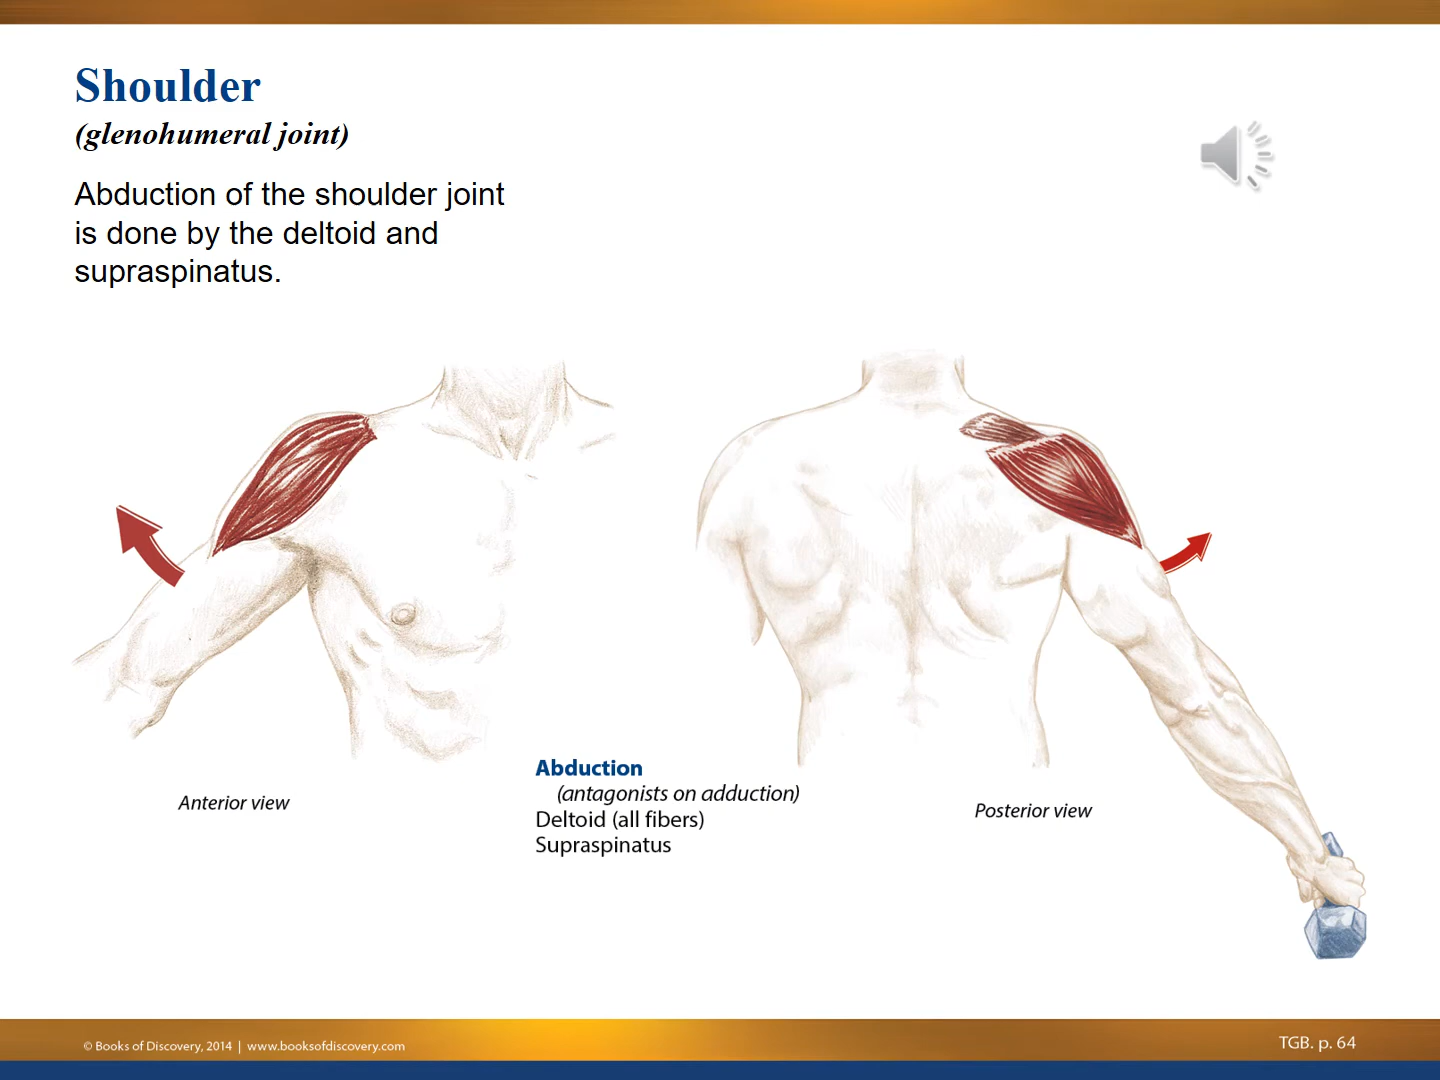 Shoulder
(glenohumeral joint)
Abduction of the shoulder joint
is done by the deltoid and
supraspinatus.
Anterior view
Abduction
(antagonists on adduction)
Deltoid (all fibers)
Supraspinatus
Posterior view
© Books of Discovery, 2014 | www.booksofdiscovery.com
TGB. p. 64